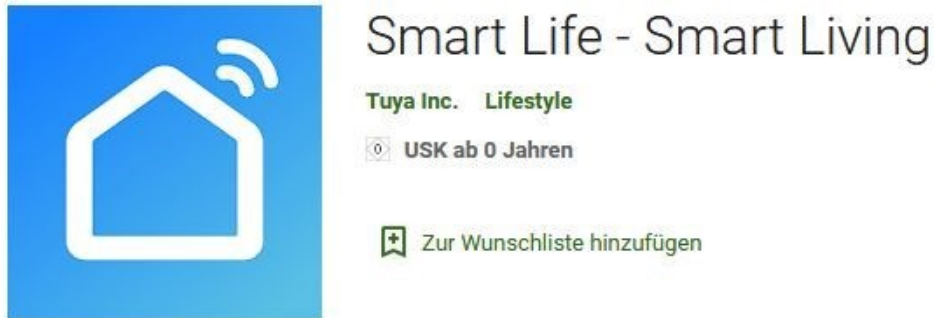 Smart Life - Smart Living
Tuya Inc. Lifestyle
0 USK ab 0 Jahren
Zur Wunschliste hinzufügen